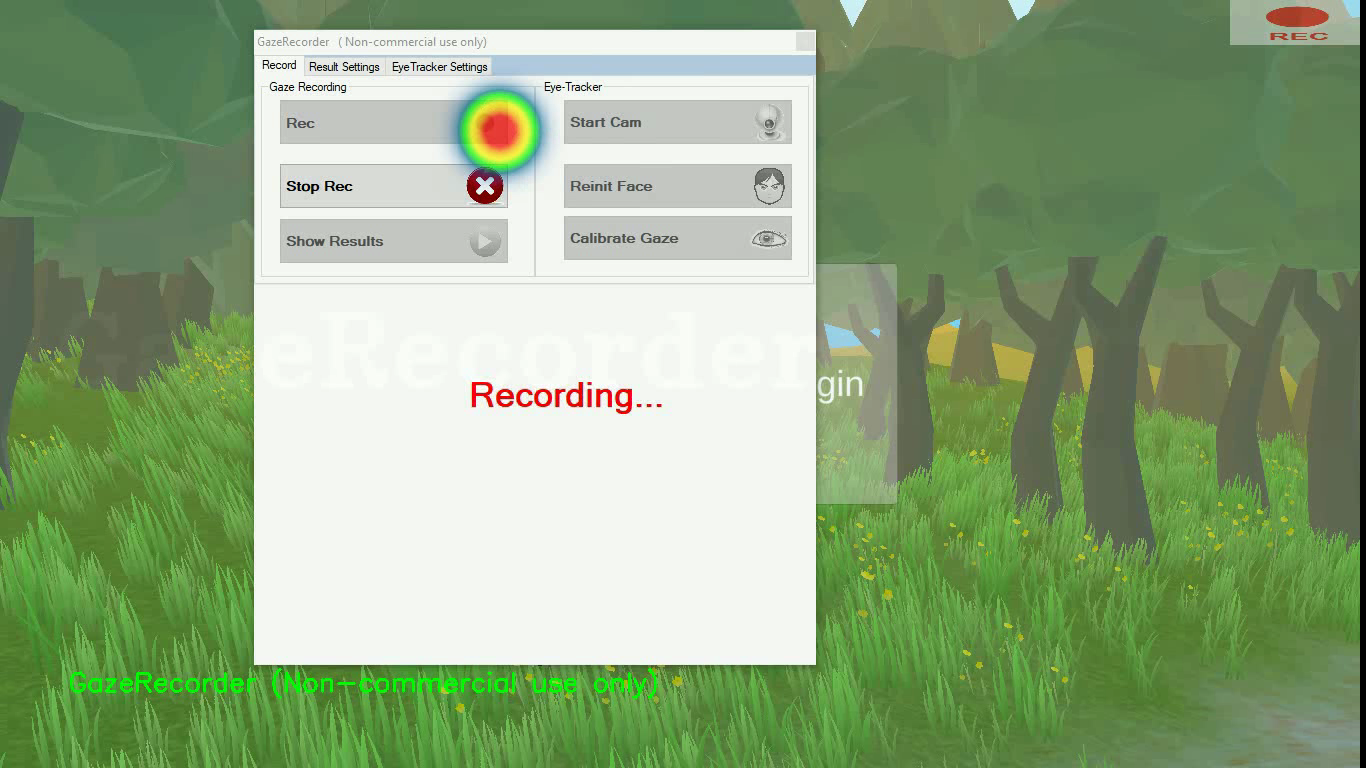 REC
GazeRecorder ( Non-commercial use only)
Record Result Settings EyeTracker Settings
Gaze Recording Eye-Tracker
Rec Start Cam
Stop Rec Reinit Face
Show Results Calibrate Gaze
GazeRecorder
gin
Recording...
GazeRecorder (Non-commercial use only)